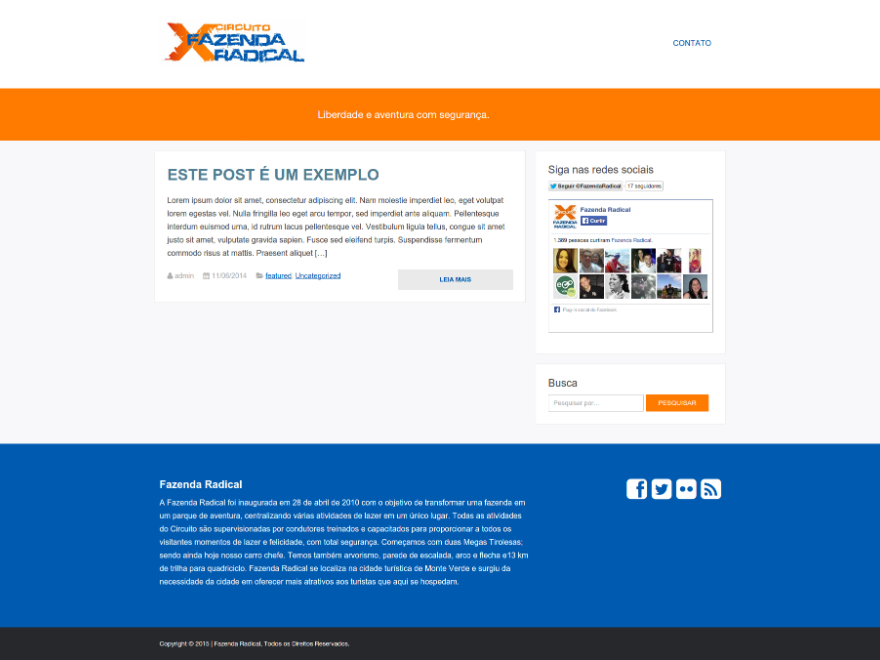 CIRCUITO
FAZENDA
RADICAL
CONTATO
Liberdade e aventura com segurança.
ESTE POST É UM EXEMPLO
Lorem ipsum dolor sit amet, consectetur adipiscing elit. Nam molestie imperdiet leo, eget volutpat
lorem egestas vel. Nulla fringilla leo eget arcu tempor, sed imperdiet ante aliquam. Pellentesque
interdum euismod urna, id rutrum lacus pellentesque vel. Vestibulum ligula tellus, congue sit amet
justo sit amet, vulputate gravida sapien. Fusce sed eleifend turpis. Suspendisse fermentum
commodo risus at mattis. Praesent aliquet [...]
admin 11/06/2014 featured, Uncategorized
LEIA MAIS
Siga nas redes sociais
Seguir @FazendaRadical 17 seguidores
Fazenda Radical
Curtir
1.369 pessoas curtiram Fazenda Radical.
Plug-in social do Facebook
Busca
Pesquisar por...
PESQUISAR
Fazenda Radical
A Fazenda Radical foi inaugurada em 28 de abril de 2010 com o objetivo de transformar uma fazenda em
um parque de aventura, centralizando várias atividades de lazer em um único lugar. Todas as atividades
do Circuito são supervisionadas por condutores treinados e capacitados para proporcionar a todos os
visitantes momentos de lazer e felicidade, com total segurança. Começamos com duas Megas Tirolesas;
sendo ainda hoje nosso carro chefe. Temos também arvorismo, parede de escalada, arco e flecha e13 km
de trilha para quadriciclo. Fazenda Radical se localiza na cidade turística de Monte Verde e surgiu da
necessidade da cidade em oferecer mais atrativos aos turistas que aqui se hospedam.
Copyright © 2015 | Fazenda Radical, Todos os Direitos Reservados.